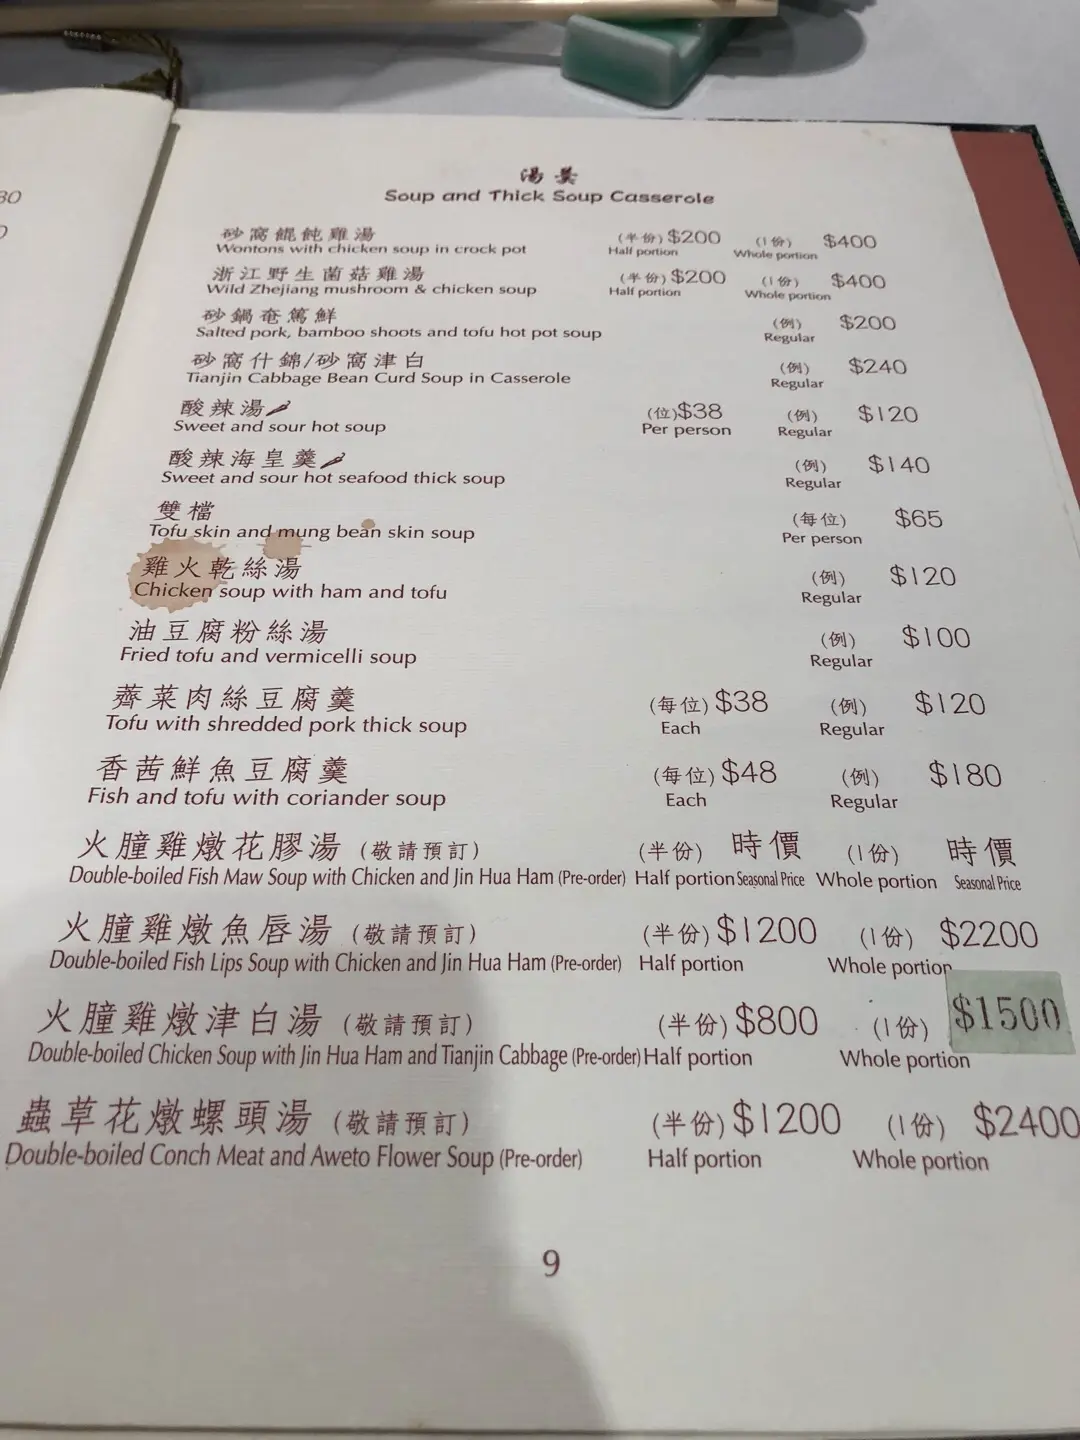 30
0
湯羹
Soup and Thick Soup Casserole
砂窩餛飩雞湯 (半份) $200 (1份) $400
Wontons with chicken soup in crock pot Half portion Whole portion
浙江野生菌菇雞湯 (半份) $200 (1份) $400
Wild Zhejiang mushroom & chicken soup Half portion Whole portion
砂鍋奄篤鮮 (例) $200
Salted pork, bamboo shoots and tofu hot pot soup Regular
砂窩什錦/砂窩津白 (例) $240
Tianjin Cabbage Bean Curd Soup in Casserole Regular
酸辣湯 (位)$38 (例) $120
Sweet and sour hot soup Per person Regular
酸辣海皇羹 (例) $140
Sweet and sour hot seafood thick soup Regular
雙檔 (每位) $65
Tofu skin and mung bean skin soup Per person
雞火乾絲湯 (例) $120
Chicken soup with ham and tofu Regular
油豆腐粉絲湯 (例) $100
Fried tofu and vermicelli soup Regular
薺菜肉絲豆腐羹 (每位) $38 (例) $120
Tofu with shredded pork thick soup Each Regular
香茜鮮魚豆腐羹 (每位) $48 (例) $180
Fish and tofu with coriander soup Each Regular
火朣雞燉花膠湯 (敬請預訂) (半份) 時價 (1份) 時價
Double-boiled Fish Maw Soup with Chicken and Jin Hua Ham (Pre-order) Half portion Seasonal Price Whole portion Seasonal Price
火朣雞燉魚唇湯 (敬請預訂) (半份) $1200 (1份) $2200
Double-boiled Fish Lips Soup with Chicken and Jin Hua Ham (Pre-order) Half portion Whole portion
火朣雞燉津白湯 (敬請預訂) (半份) $800 (1份) $1500
Double-boiled Chicken Soup with Jin Hua Ham and Tianjin Cabbage (Pre-order) Half portion Whole portion
蟲草花燉螺頭湯 (敬請預訂) (半份) $1200 (1份) $2400
Double-boiled Conch Meat and Aweto Flower Soup (Pre-order) Half portion Whole portion
9